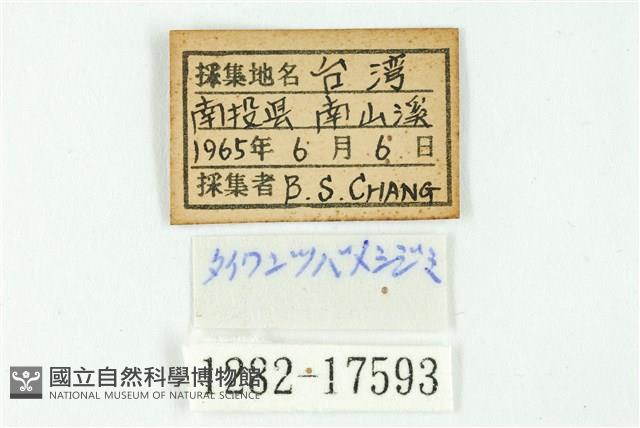 採集地名 台湾
南投県 南山溪
1965年 6 月 6 日
採集者 B. S. CHANG
タイワンツバメシジミ
1282-17593
國立自然科學博物館
NATIONAL MUSEUM OF NATURAL SCIENCE